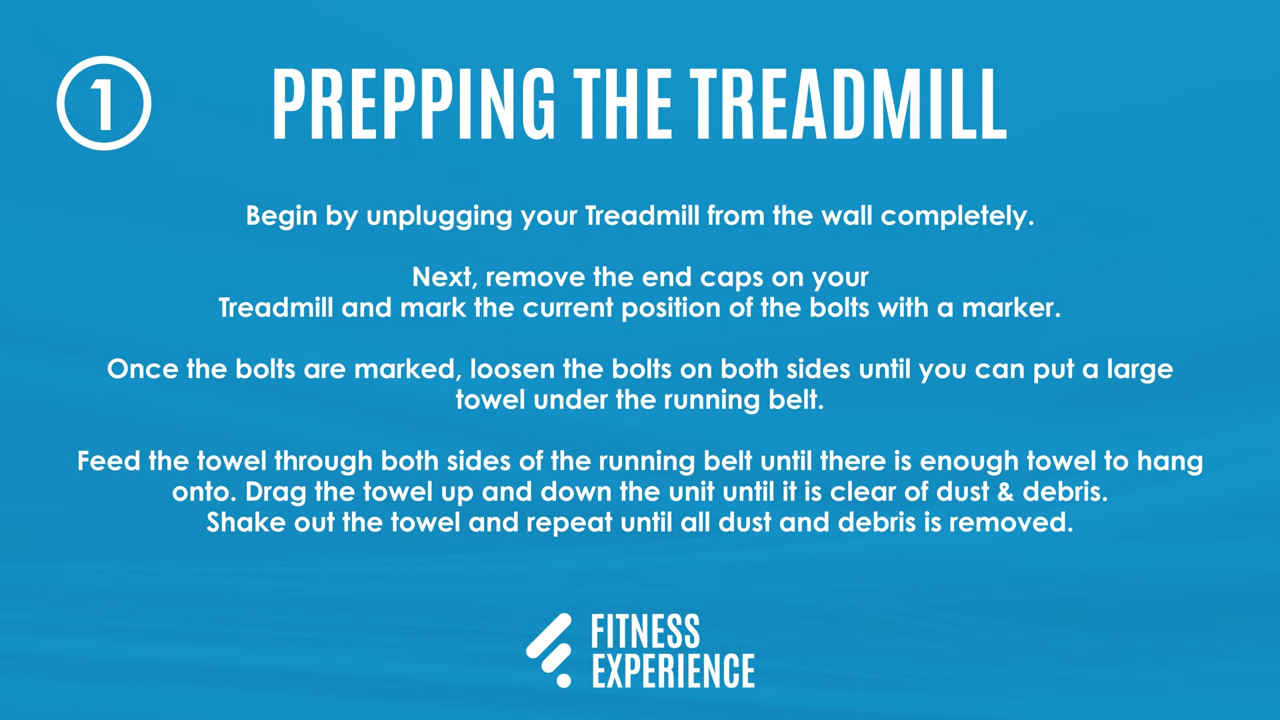 1
PREPPING THE TREADMILL
Begin by unplugging your Treadmill from the wall completely.
Next, remove the end caps on your
Treadmill and mark the current position of the bolts with a marker.
Once the bolts are marked, loosen the bolts on both sides until you can put a large
towel under the running belt.
Feed the towel through both sides of the running belt until there is enough towel to hang
onto. Drag the towel up and down the unit until it is clear of dust & debris.
Shake out the towel and repeat until all dust and debris is removed.
FITNESS
EXPERIENCE